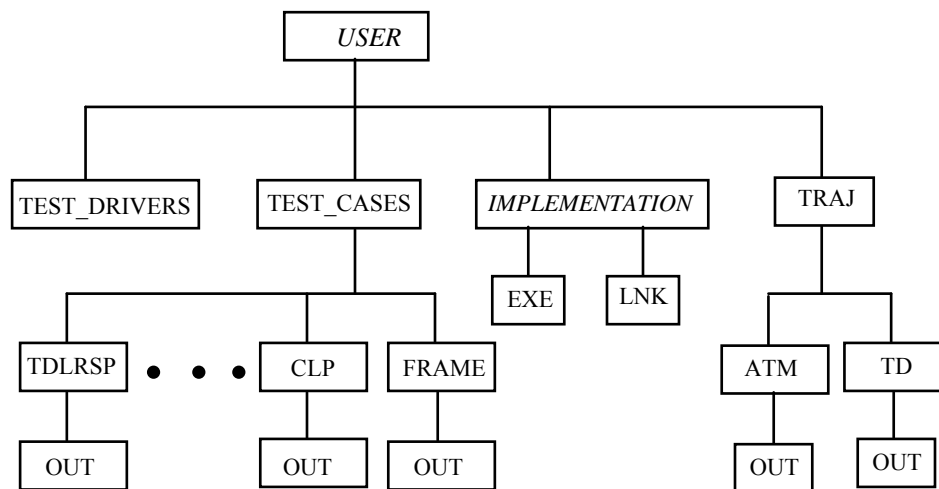 USER
TEST_DRIVERS
TEST_CASES
IMPLEMENTATION
TRAJ
EXE
LNK
TDLRSP
CLP
FRAME
ATM
TD
OUT
OUT
OUT
OUT
OUT